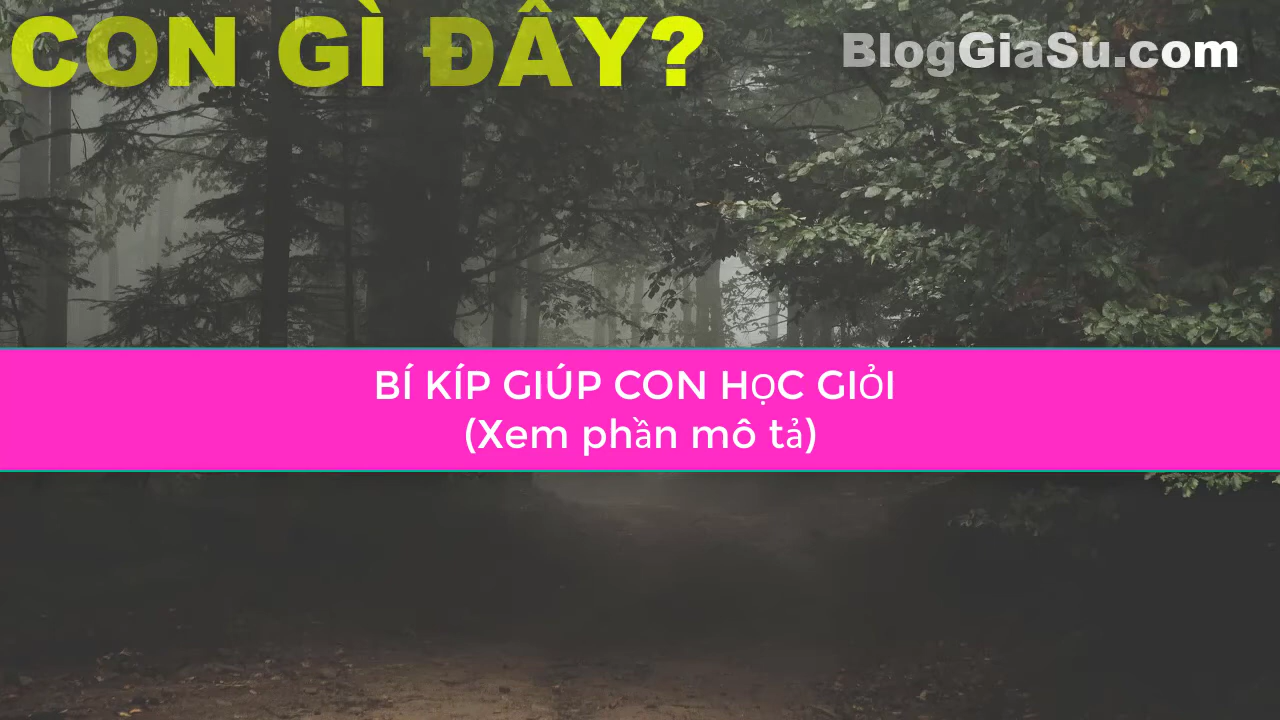 CON GÌ ĐÂY?
BlogGiaSu.com
BÍ KÍP GIÚP CON HỌC GIỎI
(Xem phần mô tả)